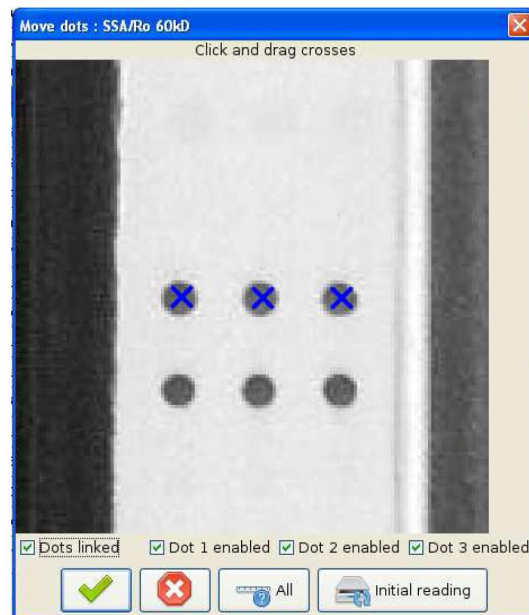 Move dots : SSA/Ro 60kD
Click and drag crosses
Dots linked Dot 1 enabled Dot 2 enabled Dot 3 enabled
All Initial reading